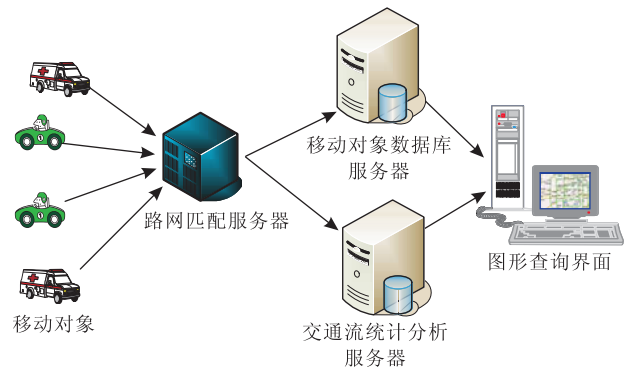 移动对象数据库
服务器
路网匹配服务器
图形查询界面
移动对象
交通流统计分析
服务器